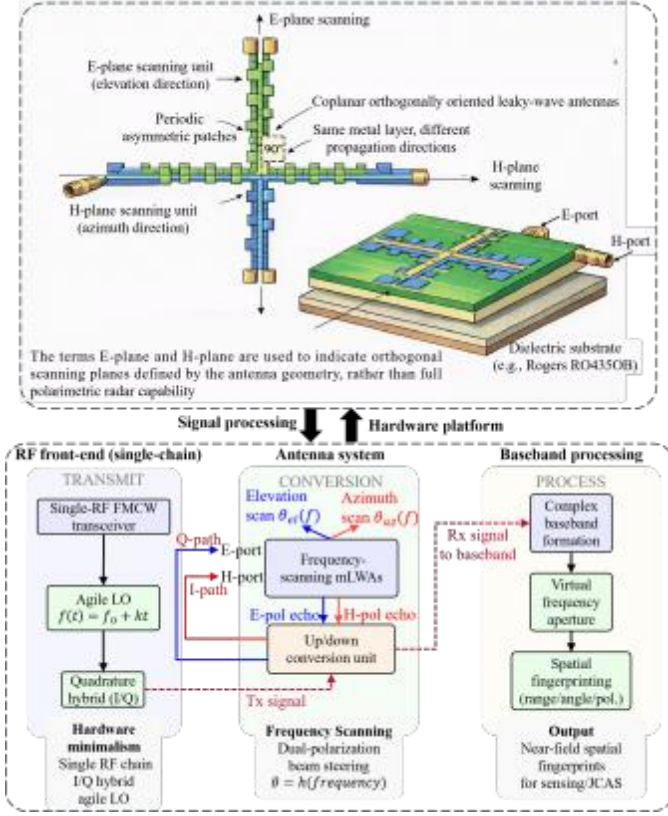 E-plane scanning
E-plane scanning unit
(elevation direction)
Coplanar orthogonally oriented leaky-wave antennas
Periodic
asymmetric patches
90°
Same metal layer, different
propagation directions
H-plane
scanning
H-plane scanning unit
(azimuth direction)
E-port
H-port
The terms E-plane and H-plane are used to indicate orthogonal
scanning planes defined by the antenna geometry, rather than full
polarimetric radar capability
Dielectric substrate
(e.g., Rogers RO435OB)
Signal processing
Hardware platform
RF front-end (single-chain)
TRANSMIT
Single-RF FMCW
transceiver
Agile LO
f(t) = f₀ + kt
Quadrature
hybrid (I/Q)
Hardware
minimalism
Single RF chain
I/Q hybrid
agile LO
Antenna system
CONVERSION
Elevation
scan θ_el(f)
Azimuth
scan θ_az(f)
Q-path
E-port
H-port
I-path
Frequency-
scanning mLWAs
E-pol echo
H-pol echo
Up/down
conversion unit
Tx signal
Rx signal
to baseband
Frequency Scanning
Dual-polarization
beam steering
θ = h(frequency)
Baseband processing
PROCESS
Complex
baseband
formation
Virtual
frequency
aperture
Spatial
fingerprinting
(range/angle/pol.)
Output
Near-field spatial
fingerprints
for sensing/JCAS